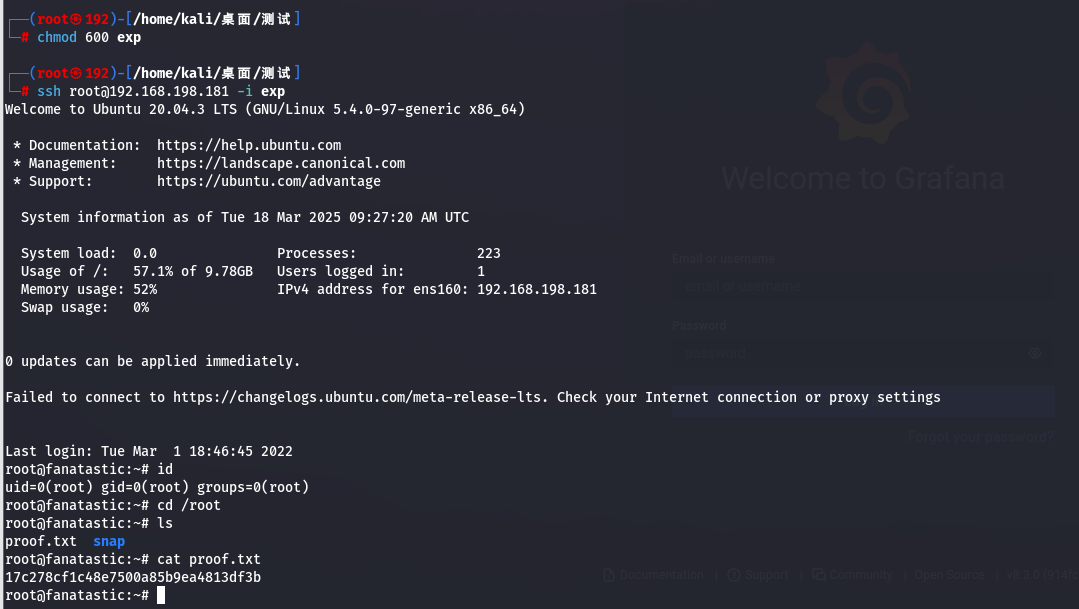 ┌──(root㉿192)-[/home/kali/桌面/测试]
└─# chmod 600 exp
┌──(root㉿192)-[/home/kali/桌面/测试]
└─# ssh root@192.168.198.181 -i exp
Welcome to Ubuntu 20.04.3 LTS (GNU/Linux 5.4.0-97-generic x86_64)
* Documentation:  https://help.ubuntu.com
* Management:     https://landscape.canonical.com
* Support:        https://ubuntu.com/advantage
System information as of Tue 18 Mar 2025 09:27:20 AM UTC
System load:  0.0               Processes:               223
Usage of /:   57.1% of 9.78GB   Users logged in:         1
Memory usage: 52%               IPv4 address for ens160: 192.168.198.181
Swap usage:   0%
0 updates can be applied immediately.
Failed to connect to https://changelogs.ubuntu.com/meta-release-lts. Check your Internet connection or proxy settings
Last login: Tue Mar  1 18:46:45 2022
root@fanatastic:~# id
uid=0(root) gid=0(root) groups=0(root)
root@fanatastic:~# cd /root
root@fanatastic:~# ls
proof.txt  snap
root@fanatastic:~# cat proof.txt
17c278cf1c48e7500a85b9ea4813df3b
root@fanatastic:~#
Welcome to Grafana
Email or username
email or username
Password
password
Forgot your password?
Documentation | Support | Community | Open Source | v8.3.0